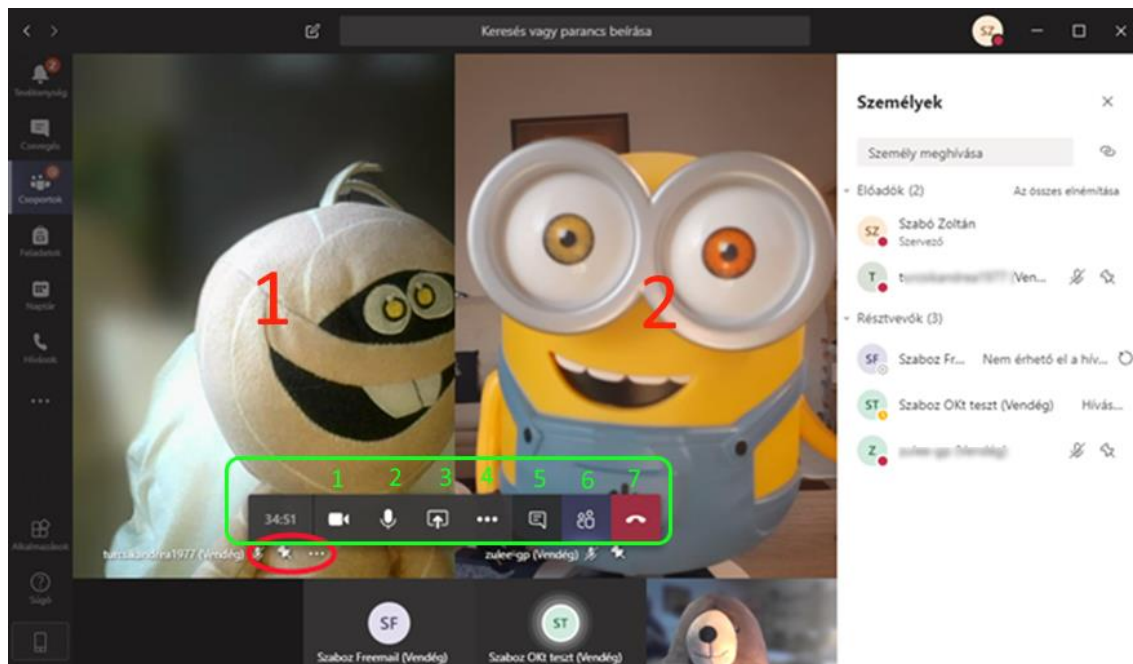 Keresés vagy parancs beírása
SZ
2
Tevékenység
Csevegés
Csoportok
Feladatok
Naptár
Hívások
Alkalmazások
Súgó
1
2
1 2 3 4 5 6 7
34:51
turcsikandrea1977 (Vendég)
zulee-gp (Vendég)
SF
Szaboz Freemail (Vendég)
ST
Szaboz OKt teszt (Vendég)
Személyek
Személy meghívása
Előadók (2) Az összes elnémítása
SZ Szabó Zoltán
Szervező
T t (Ven...
Résztvevők (3)
SF Szaboz Fr... Nem érhető el a hív...
ST Szaboz OKt teszt (Vendég) Hívás...
Z